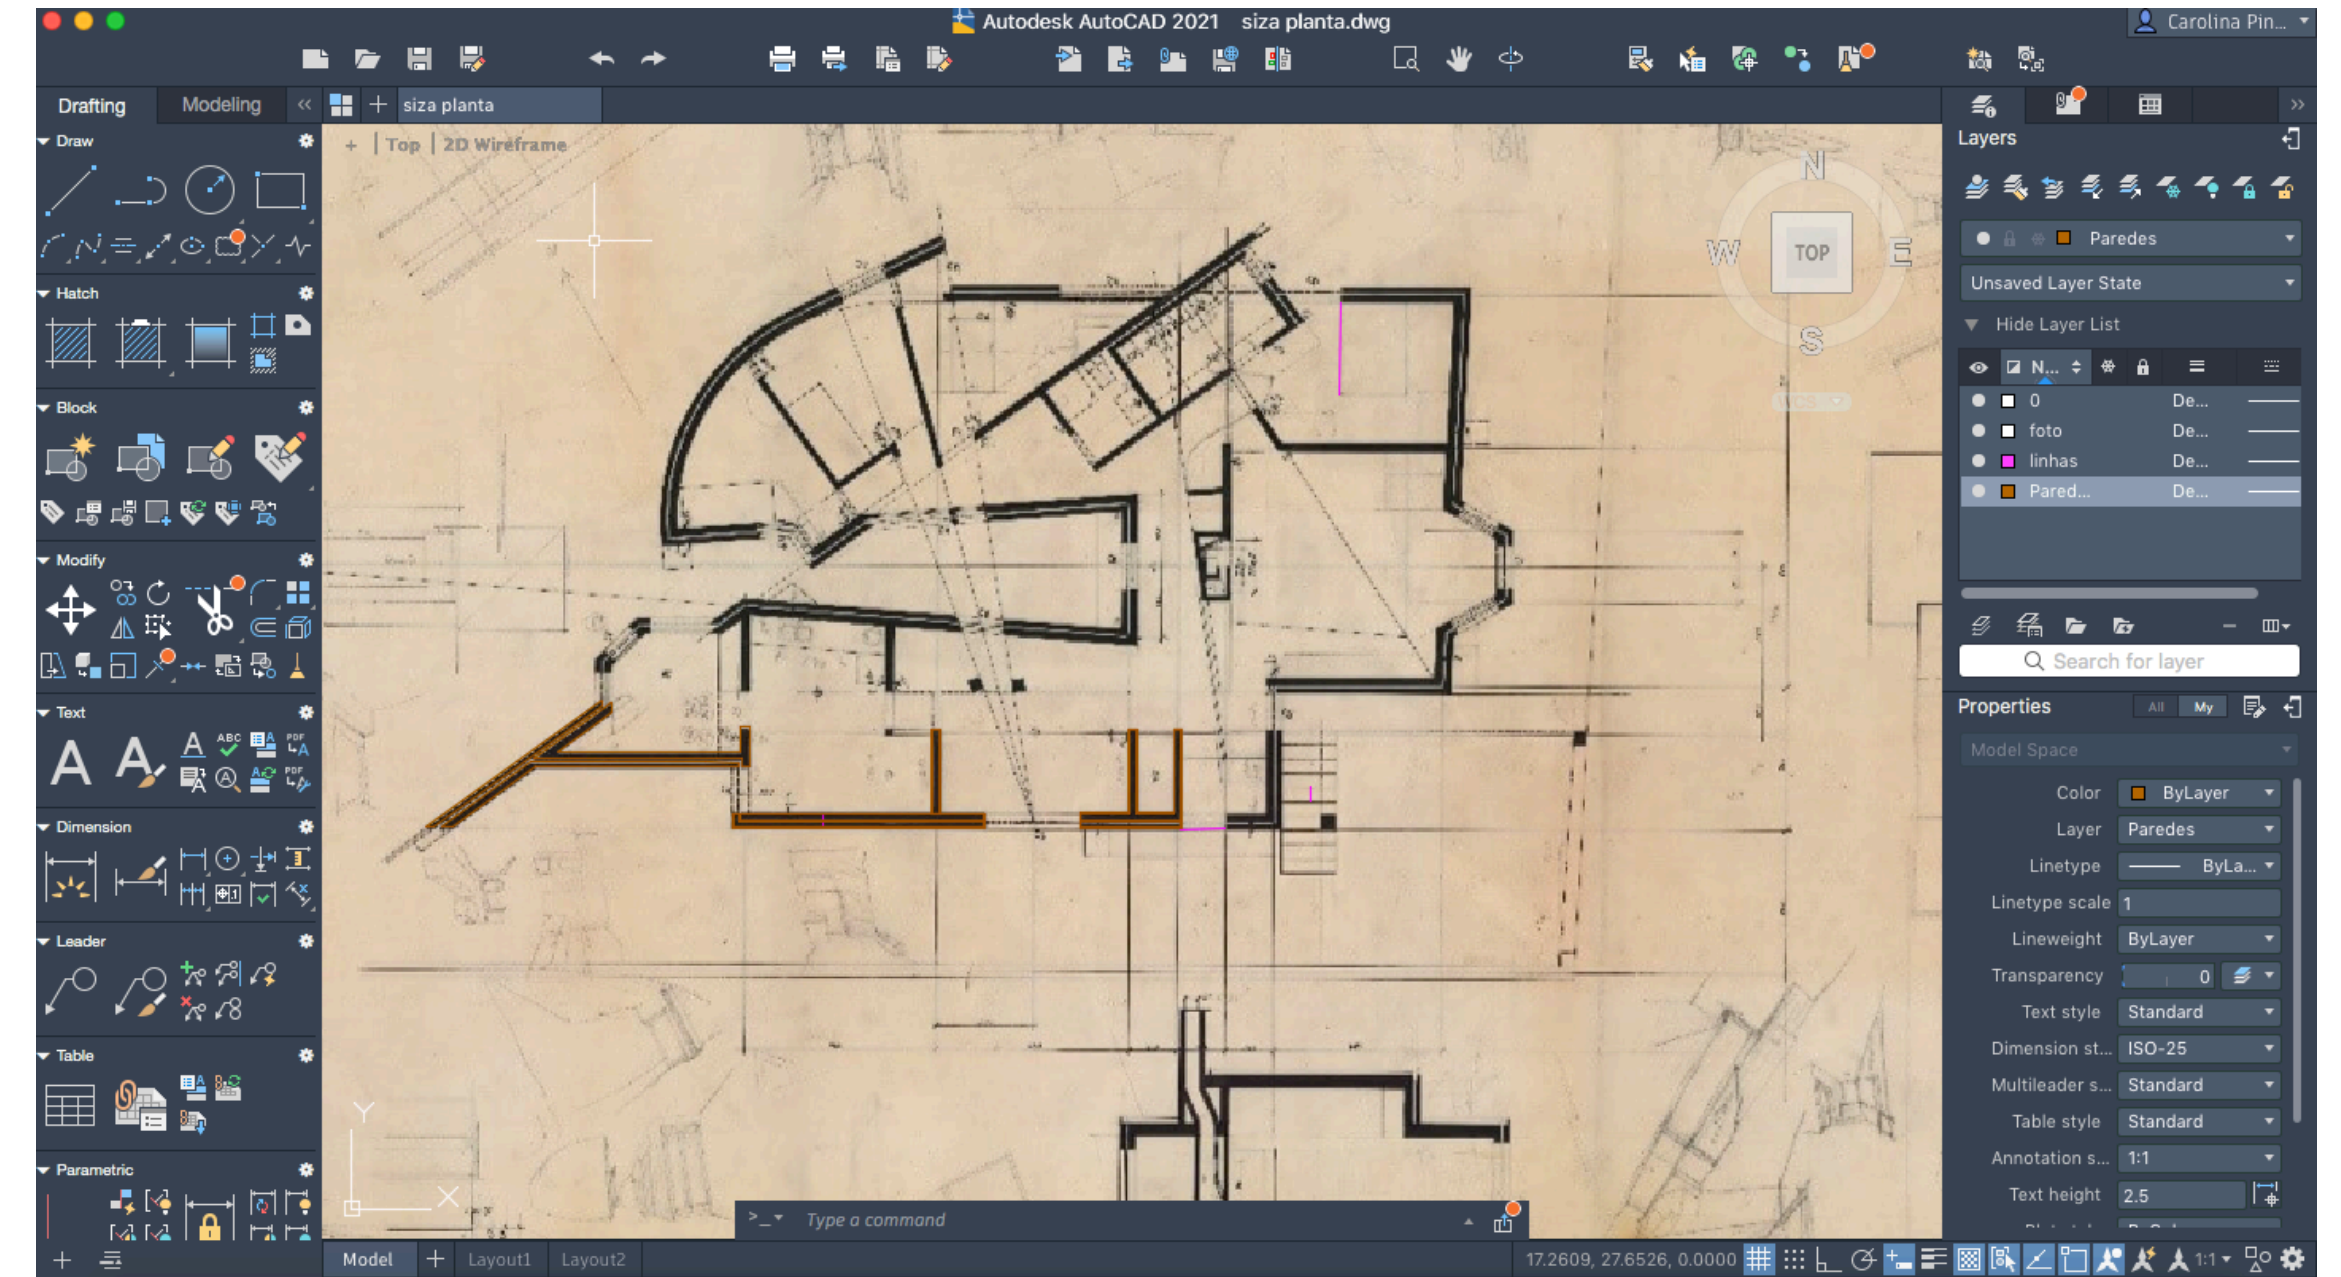 Autodesk AutoCAD 2021 siza planta.dwg
Carolina Pin...
Drafting
Modeling
siza planta
Draw
Hatch
Block
Modify
Text
Dimension
Leader
Table
Parametric
+ | Top | 2D Wireframe
N
W
TOP
E
S
WCS
Y
X
>_ Type a command
Model
Layout1
Layout2
17.2609, 27.6526, 0.0000
1:1
Layers
Paredes
Unsaved Layer State
Hide Layer List
N...
0 De...
foto De...
linhas De...
Pared... De...
Search for layer
Properties
All
My
Model Space
Color ByLayer
Layer Paredes
Linetype ByLa...
Linetype scale 1
Lineweight ByLayer
Transparency 0
Text style Standard
Dimension st... ISO-25
Multileader s... Standard
Table style Standard
Annotation s... 1:1
Text height 2.5